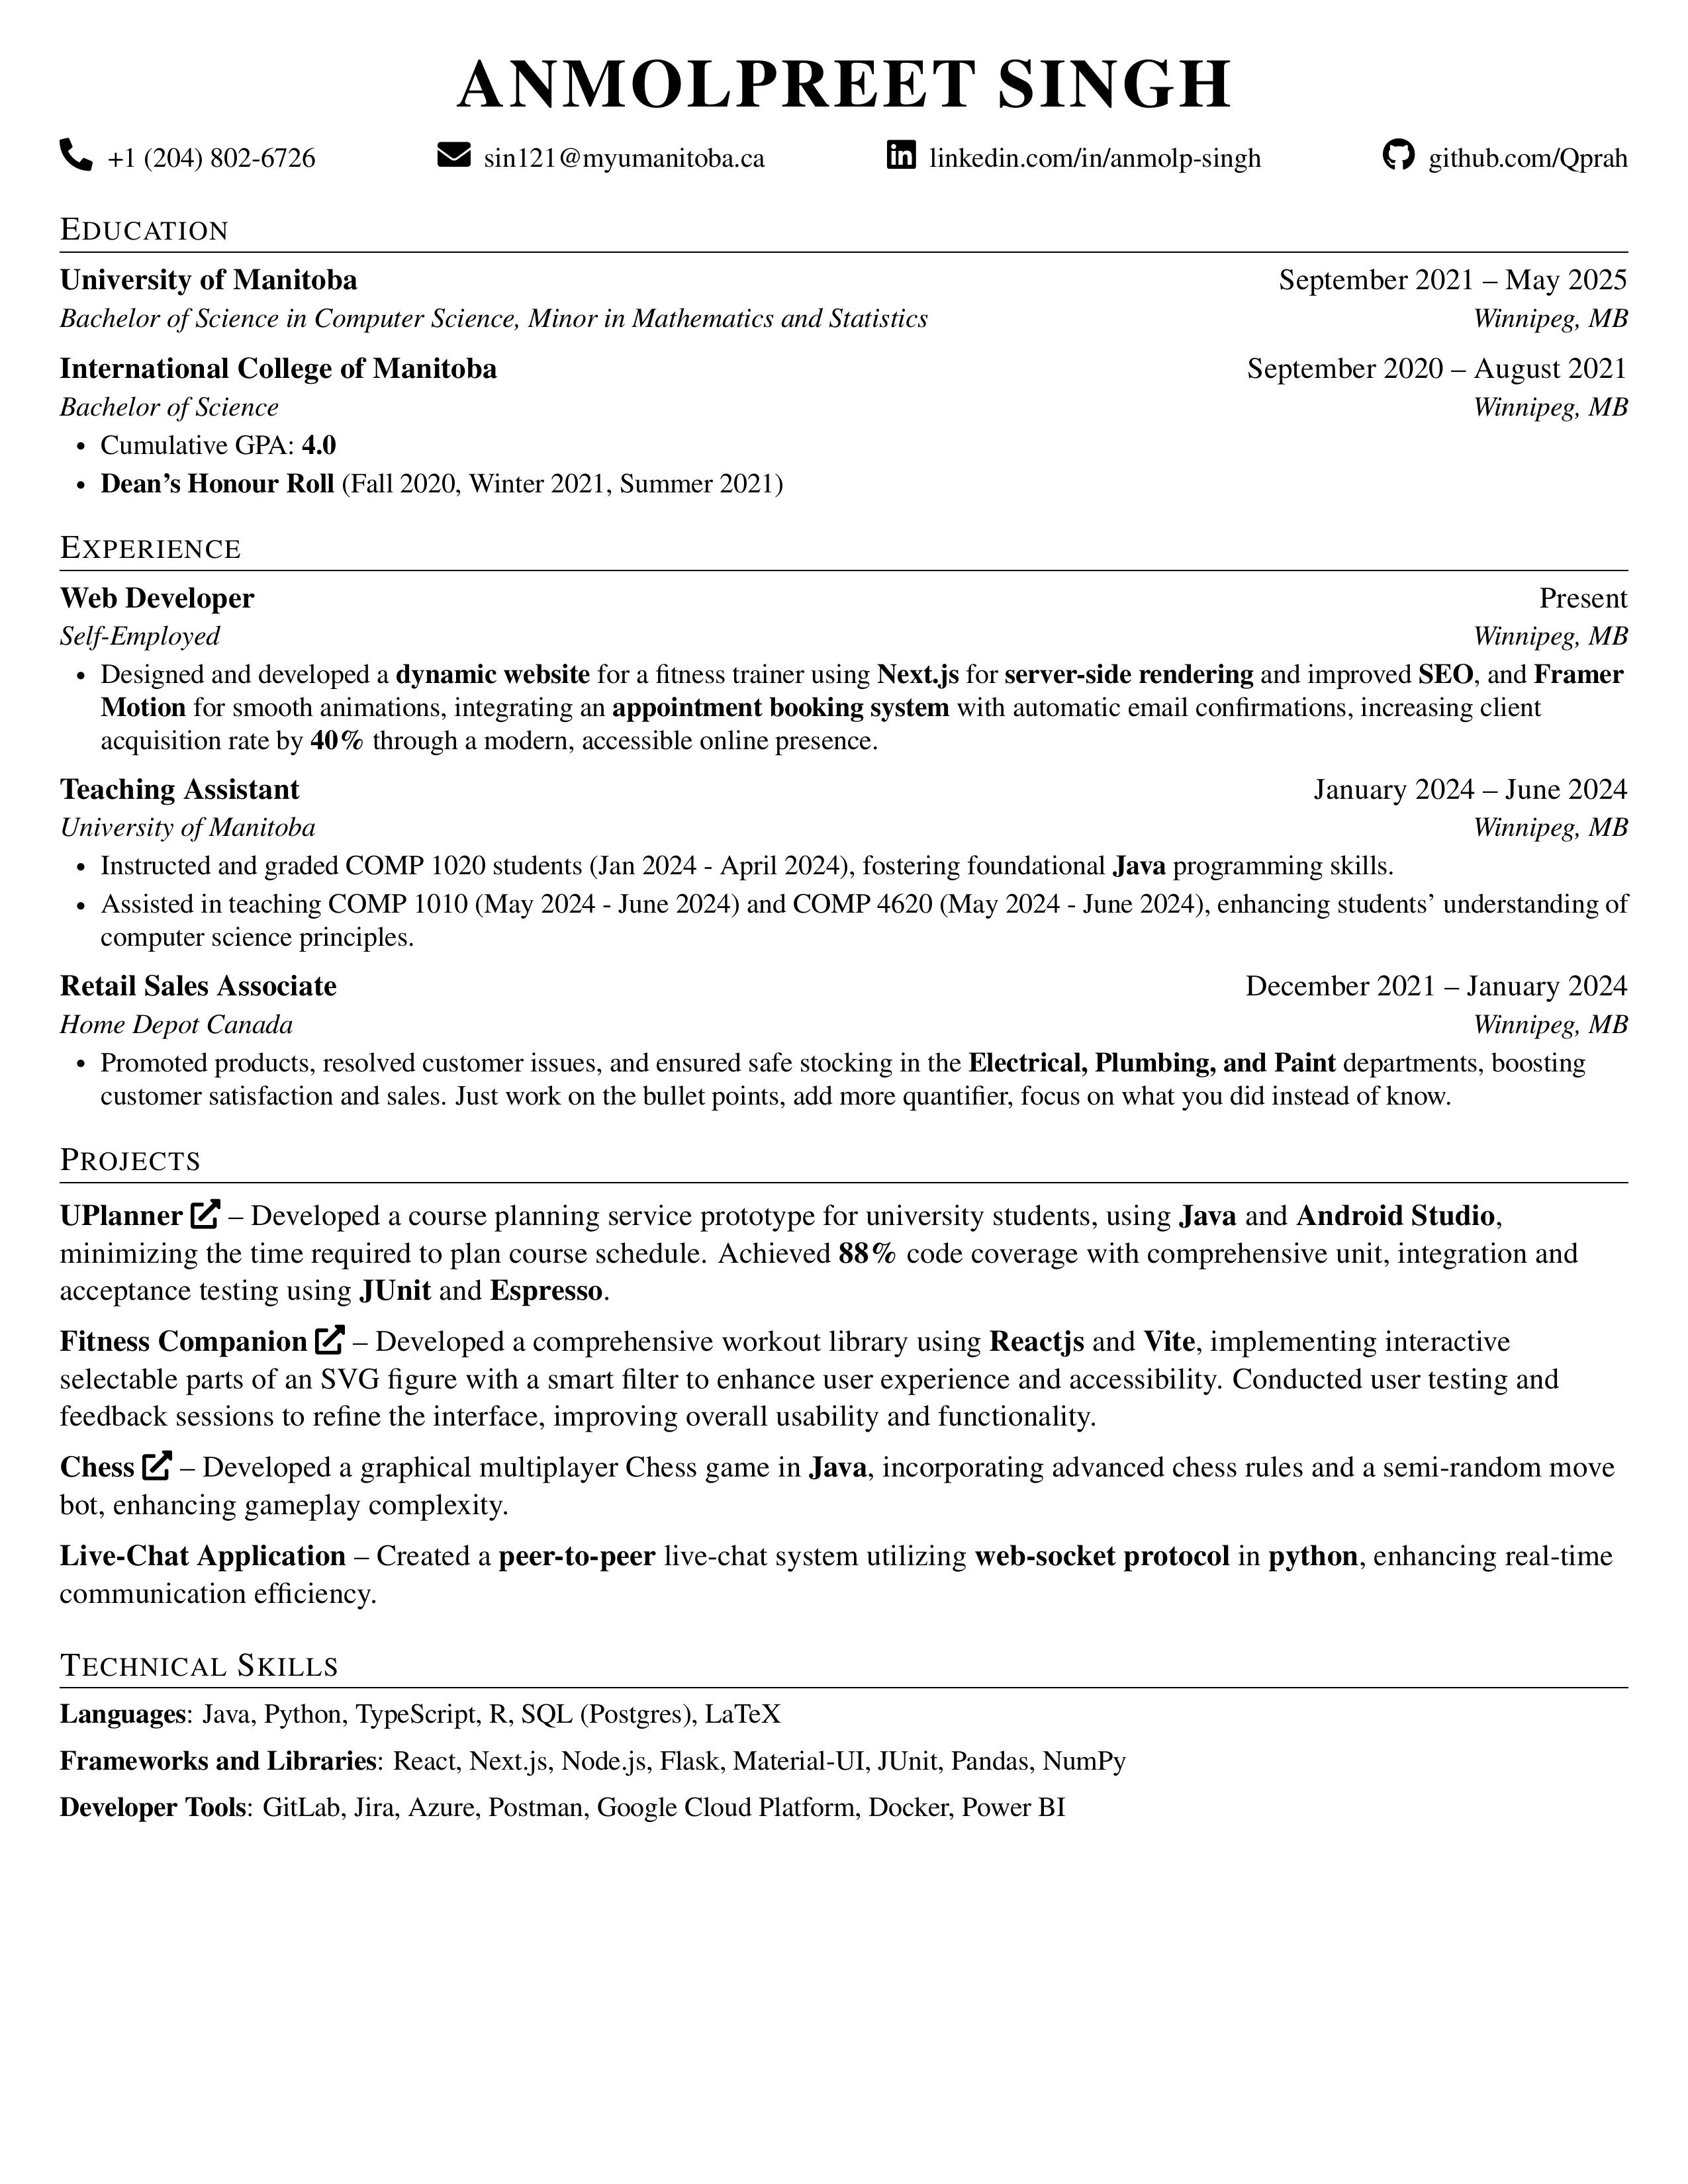 ANMOLPREET SINGH
+1 (204) 802-6726 sin121@myumanitoba.ca linkedin.com/in/anmolp-singh github.com/Qprah
EDUCATION
University of Manitoba September 2021 – May 2025
Bachelor of Science in Computer Science, Minor in Mathematics and Statistics Winnipeg, MB
International College of Manitoba September 2020 – August 2021
Bachelor of Science Winnipeg, MB
• Cumulative GPA: 4.0
• Dean’s Honour Roll (Fall 2020, Winter 2021, Summer 2021)
EXPERIENCE
Web Developer Present
Self-Employed Winnipeg, MB
• Designed and developed a dynamic website for a fitness trainer using Next.js for server-side rendering and improved SEO, and Framer
Motion for smooth animations, integrating an appointment booking system with automatic email confirmations, increasing client
acquisition rate by 40% through a modern, accessible online presence.
Teaching Assistant January 2024 – June 2024
University of Manitoba Winnipeg, MB
• Instructed and graded COMP 1020 students (Jan 2024 - April 2024), fostering foundational Java programming skills.
• Assisted in teaching COMP 1010 (May 2024 - June 2024) and COMP 4620 (May 2024 - June 2024), enhancing students’ understanding of
computer science principles.
Retail Sales Associate December 2021 – January 2024
Home Depot Canada Winnipeg, MB
• Promoted products, resolved customer issues, and ensured safe stocking in the Electrical, Plumbing, and Paint departments, boosting
customer satisfaction and sales. Just work on the bullet points, add more quantifier, focus on what you did instead of know.
PROJECTS
UPlanner – Developed a course planning service prototype for university students, using Java and Android Studio,
minimizing the time required to plan course schedule. Achieved 88% code coverage with comprehensive unit, integration and
acceptance testing using JUnit and Espresso.
Fitness Companion – Developed a comprehensive workout library using Reactjs and Vite, implementing interactive
selectable parts of an SVG figure with a smart filter to enhance user experience and accessibility. Conducted user testing and
feedback sessions to refine the interface, improving overall usability and functionality.
Chess – Developed a graphical multiplayer Chess game in Java, incorporating advanced chess rules and a semi-random move
bot, enhancing gameplay complexity.
Live-Chat Application – Created a peer-to-peer live-chat system utilizing web-socket protocol in python, enhancing real-time
communication efficiency.
TECHNICAL SKILLS
Languages: Java, Python, TypeScript, R, SQL (Postgres), LaTeX
Frameworks and Libraries: React, Next.js, Node.js, Flask, Material-UI, JUnit, Pandas, NumPy
Developer Tools: GitLab, Jira, Azure, Postman, Google Cloud Platform, Docker, Power BI